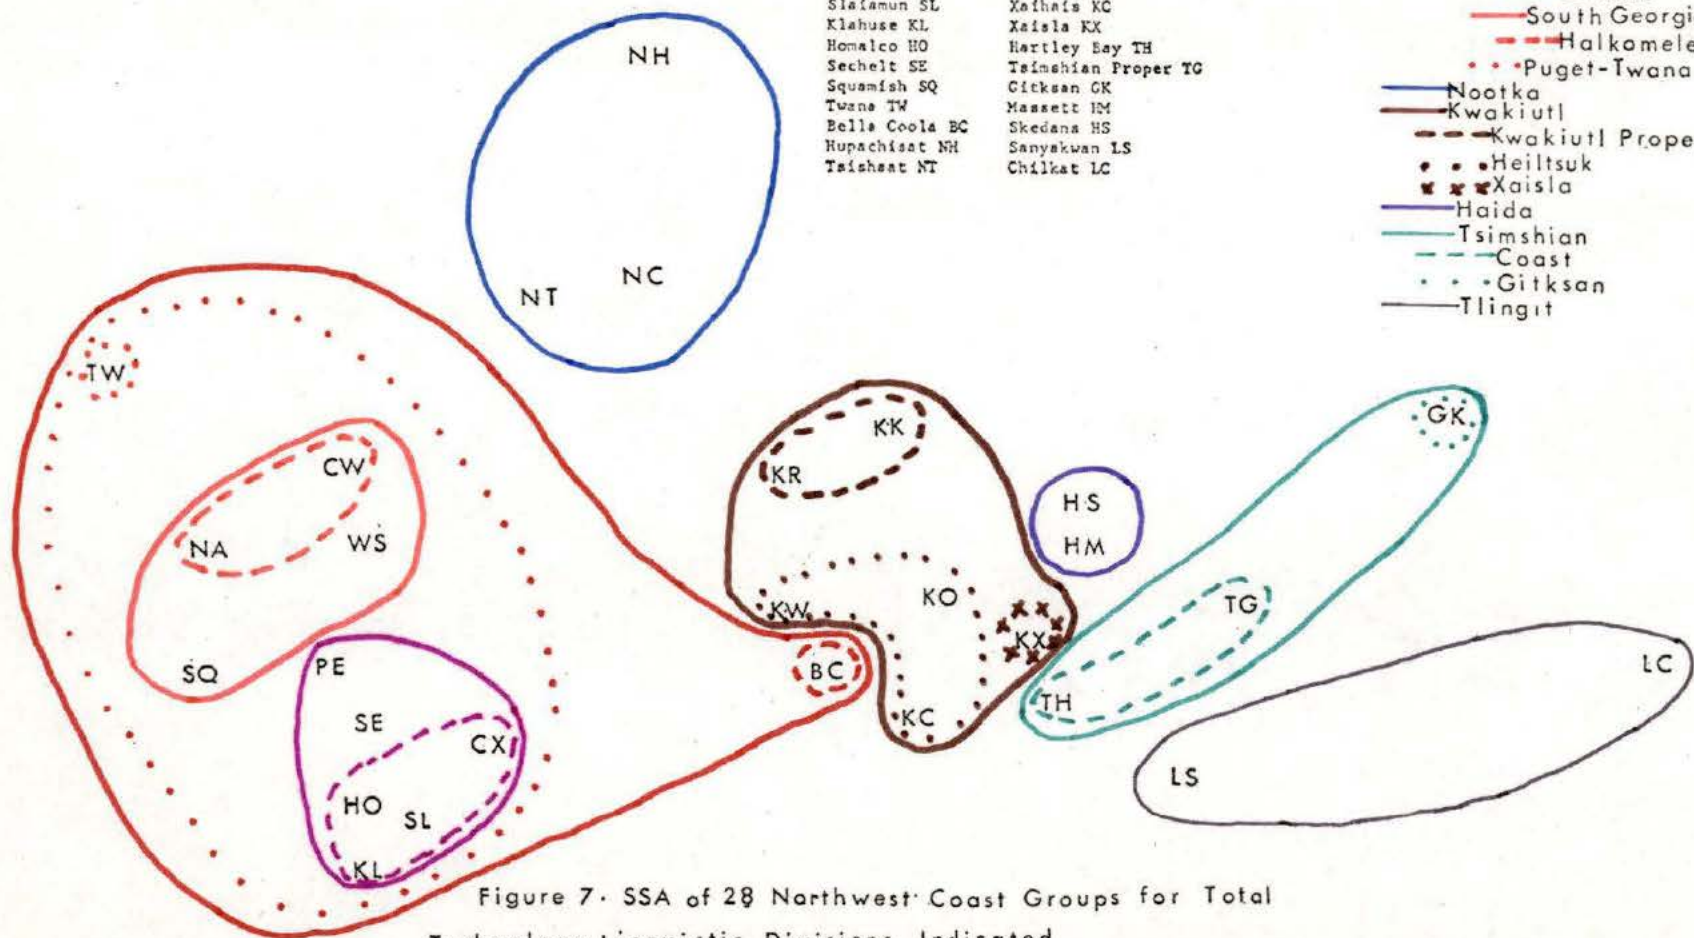 Slaiamun SL
Klahuse KL
Homalco HO
Sechelt SE
Squamish SQ
Twana TW
Bella Coola BC
Hupachisat NH
Tsishaat NT
Xaihais KC
Xaisla KX
Hartley Bay TH
Tsimshian Proper TG
Gitksan GK
Massett HM
Skedans HS
Sanyakwan LS
Chilkat LC
South Georgi
Halkomele
Puget-Twana
Nootka
Kwakiutl
Kwakiutl Prope
Heiltsuk
Xaisla
Haida
Tsimshian
Coast
Gitksan
Tlingit
NH
NC
NT
TW
CW
NA
WS
SQ
PE
SE
CX
HO
SL
KL
BC
KK
KR
KW
KO
KX
KC
HS
HM
GK
TG
TH
LC
LS
Figure 7. SSA of 28 Northwest Coast Groups for Total